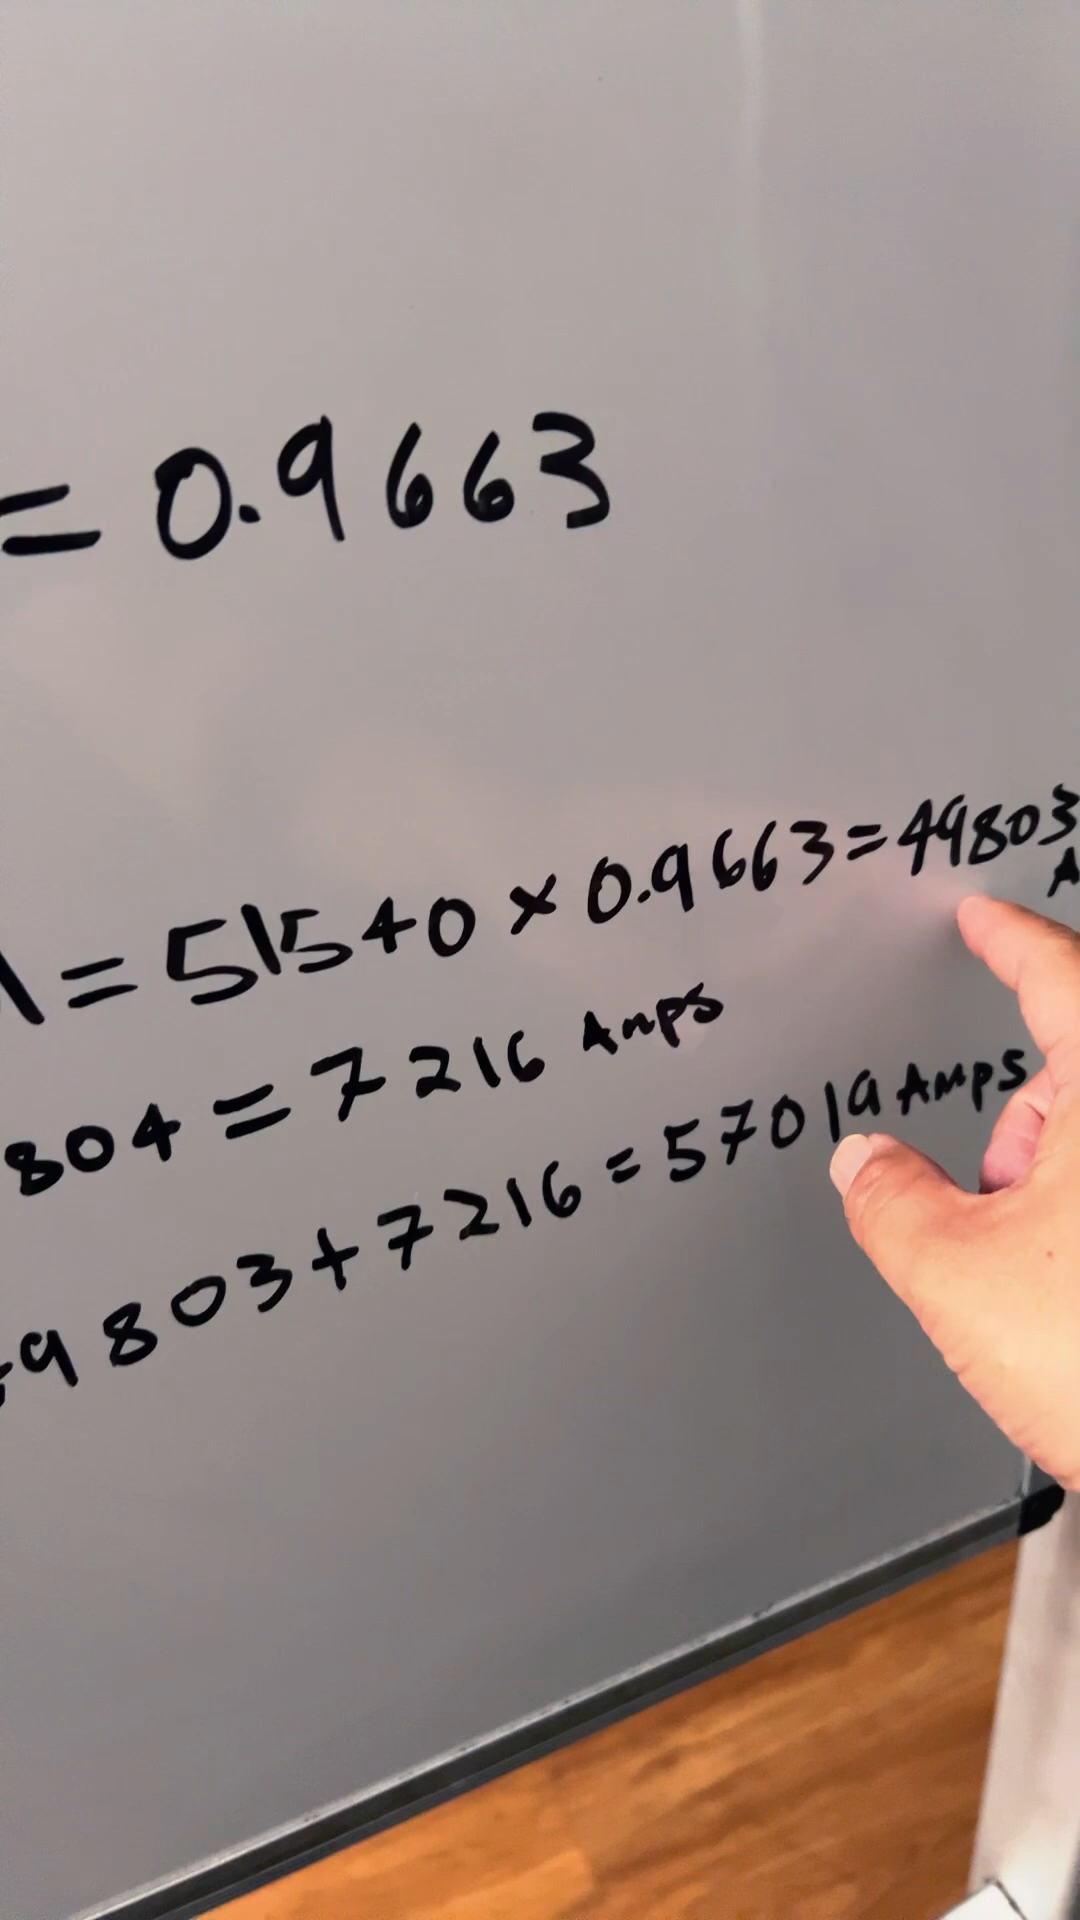 = 0.9663
= 51540 × 0.9663 = 49803
A
804 = 7216 Amps
9803 + 7216 = 57019 Amps